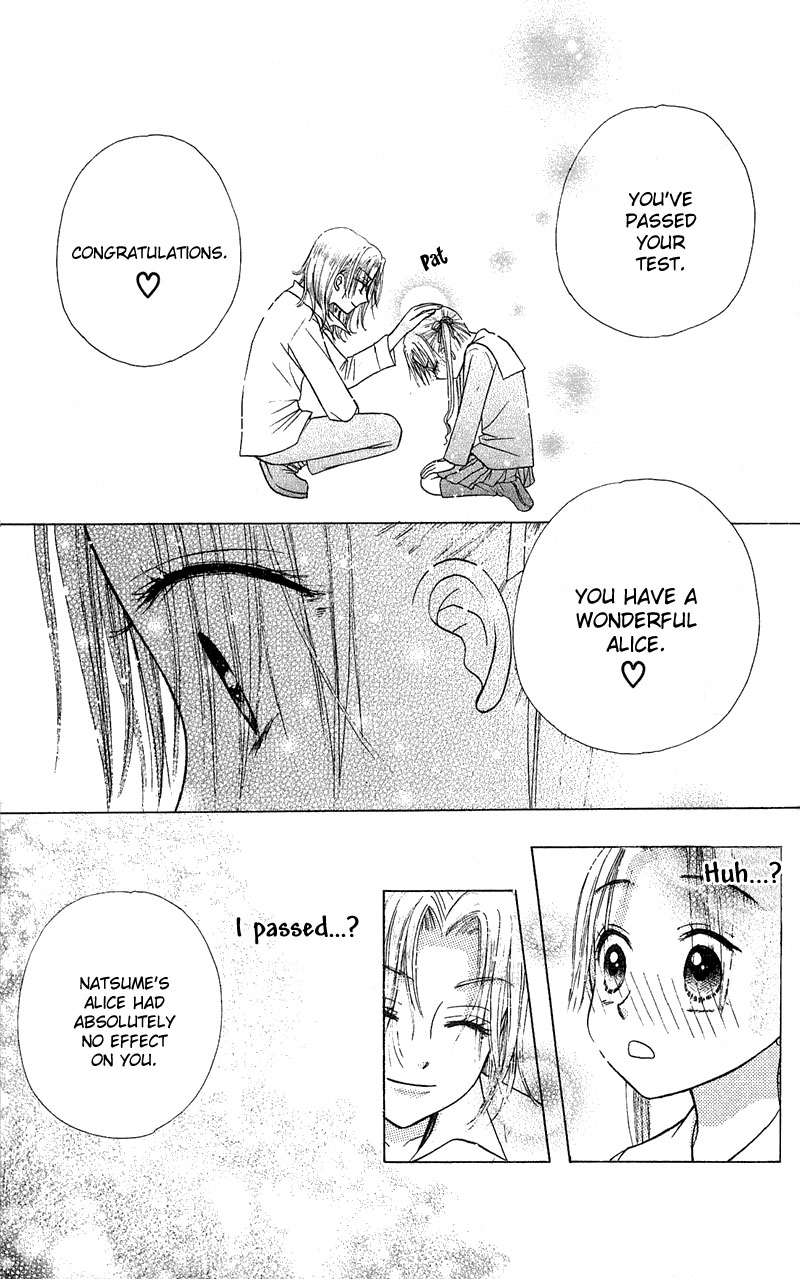 YOU'VE
PASSED
YOUR
TEST.
pat
CONGRATULATIONS.
♡
YOU HAVE A
WONDERFUL
ALICE.
♡
Huh...?
I passed...?
NATSUME'S
ALICE HAD
ABSOLUTELY
NO EFFECT
ON YOU.